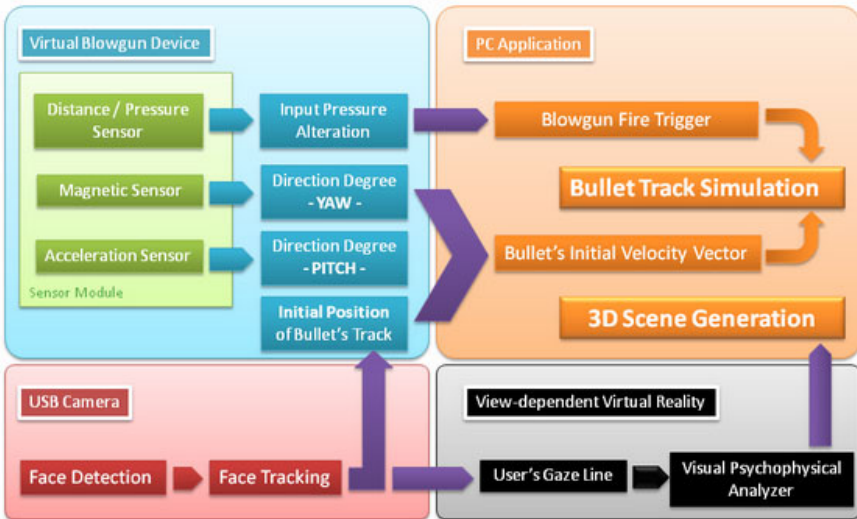 Virtual Blowgun Device
Distance / Pressure
Sensor
Input Pressure
Alteration
Magnetic Sensor
Direction Degree
- YAW -
Acceleration Sensor
Direction Degree
- PITCH -
Sensor Module
Initial Position
of Bullet's Track
PC Application
Blowgun Fire Trigger
Bullet Track Simulation
Bullet's Initial Velocity Vector
3D Scene Generation
USB Camera
Face Detection
Face Tracking
View-dependent Virtual Reality
User's Gaze Line
Visual Psychophysical
Analyzer